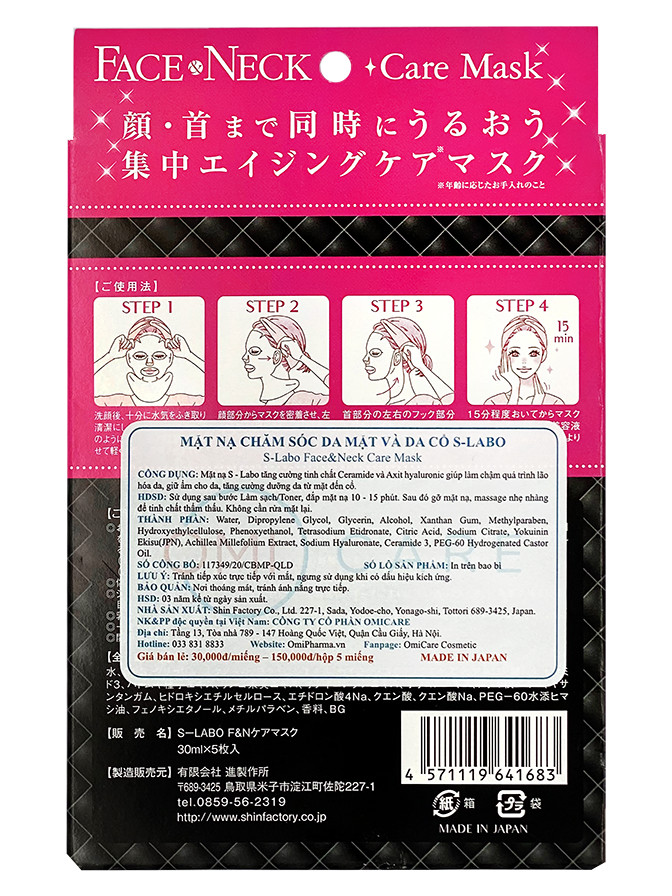 FACE & NECK Care Mask
顔・首まで同時にうるおう
集中エイジングケア※マスク
※年齢に応じたお手入れのこと
【ご使用法】
STEP 1
STEP 2
STEP 3
STEP 4
15 min
洗顔後、十分に水気をふき取り
清潔にし
のように
せて軽
顔部分からマスクを密着させ、左
首部分の左右のフック部分
15分程度おいてからマスク
容液
より
MẶT NẠ CHĂM SÓC DA MẶT VÀ DA CỔ S-LABO
S-Labo Face&Neck Care Mask
CÔNG DỤNG: Mặt nạ S - Labo tăng cường tinh chất Ceramide và Axit hyaluronic giúp làm chậm quá trình lão
hóa da, giữ ẩm cho da, tăng cường dưỡng da từ mặt đến cổ.
HDSD: Sử dụng sau bước Làm sạch/Toner, đắp mặt nạ 10 - 15 phút. Sau đó gỡ mặt nạ, massage nhẹ nhàng
để tinh chất thẩm thấu. Không cần rửa mặt lại.
THÀNH PHẦN: Water, Dipropylene Glycol, Glycerin, Alcohol, Xanthan Gum, Methylparaben,
Hydroxyethylcellulose, Phenoxyethanol, Tetrasodium Etidronate, Citric Acid, Sodium Citrate, Yokuinin
Ekisu(JPN), Achillea Millefolium Extract, Sodium Hyaluronate, Ceramide 3, PEG-60 Hydrogenated Castor
Oil.
SỐ CÔNG BỐ: 117349/20/CBMP-QLD SỐ LÔ SẢN PHẨM: In trên bao bì
LƯU Ý: Tránh tiếp xúc trực tiếp với mắt, ngưng sử dụng khi có dấu hiệu kích ứng.
BẢO QUẢN: Nơi thoáng mát, tránh ánh nắng trực tiếp.
HSD: 03 năm kể từ ngày sản xuất.
NHÀ SẢN XUẤT: Shin Factory Co., Ltd. 227-1, Sada, Yodoe-cho, Yonago-shi, Tottori 689-3425, Japan.
NK&PP độc quyền tại Việt Nam: CÔNG TY CỔ PHẦN OMICARE
Địa chỉ: Tầng 13, Tòa nhà 789 - 147 Hoàng Quốc Việt, Quận Cầu Giấy, Hà Nội.
Hotline: 033 831 8833 Website: OmiPharma.vn Fanpage: OmiCare Cosmetic
Giá bán lẻ: 30,000đ/miếng – 150,000đ/hộp 5 miếng MADE IN JAPAN
OMI CARE
サンタンガム、ヒドロキシエチルセルロース、エチドロン酸4Na、クエン酸、クエン酸Na、PEG-60水添ヒマ
シ油、フェノキシエタノール、メチルパラベン、香料、BG
【販 売 名】 S-LABO F&Nケアマスク
30ml×5枚入
【製造販売元】 有限会社 進製作所
〒689-3425 鳥取県米子市淀江町佐陀227-1
tel.0859-56-2319
http://www.shinfactory.co.jp
4 571119 641683
紙 箱 プラ 袋
MADE IN JAPAN